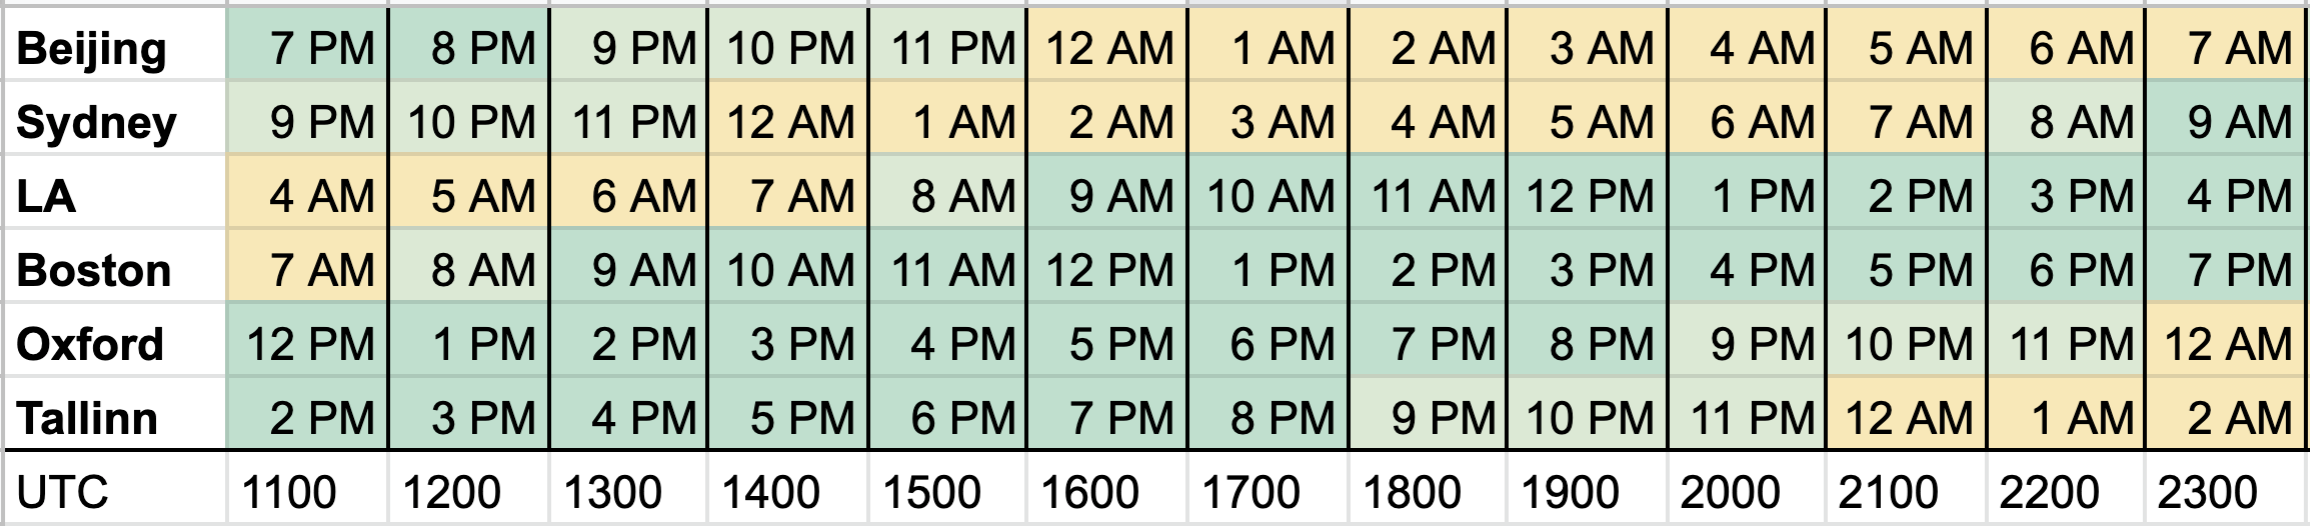 Beijing 7 PM 8 PM 9 PM 10 PM 11 PM 12 AM 1 AM 2 AM 3 AM 4 AM 5 AM 6 AM 7 AM
Sydney 9 PM 10 PM 11 PM 12 AM 1 AM 2 AM 3 AM 4 AM 5 AM 6 AM 7 AM 8 AM 9 AM
LA 4 AM 5 AM 6 AM 7 AM 8 AM 9 AM 10 AM 11 AM 12 PM 1 PM 2 PM 3 PM 4 PM
Boston 7 AM 8 AM 9 AM 10 AM 11 AM 12 PM 1 PM 2 PM 3 PM 4 PM 5 PM 6 PM 7 PM
Oxford 12 PM 1 PM 2 PM 3 PM 4 PM 5 PM 6 PM 7 PM 8 PM 9 PM 10 PM 11 PM 12 AM
Tallinn 2 PM 3 PM 4 PM 5 PM 6 PM 7 PM 8 PM 9 PM 10 PM 11 PM 12 AM 1 AM 2 AM
UTC 1100 1200 1300 1400 1500 1600 1700 1800 1900 2000 2100 2200 2300